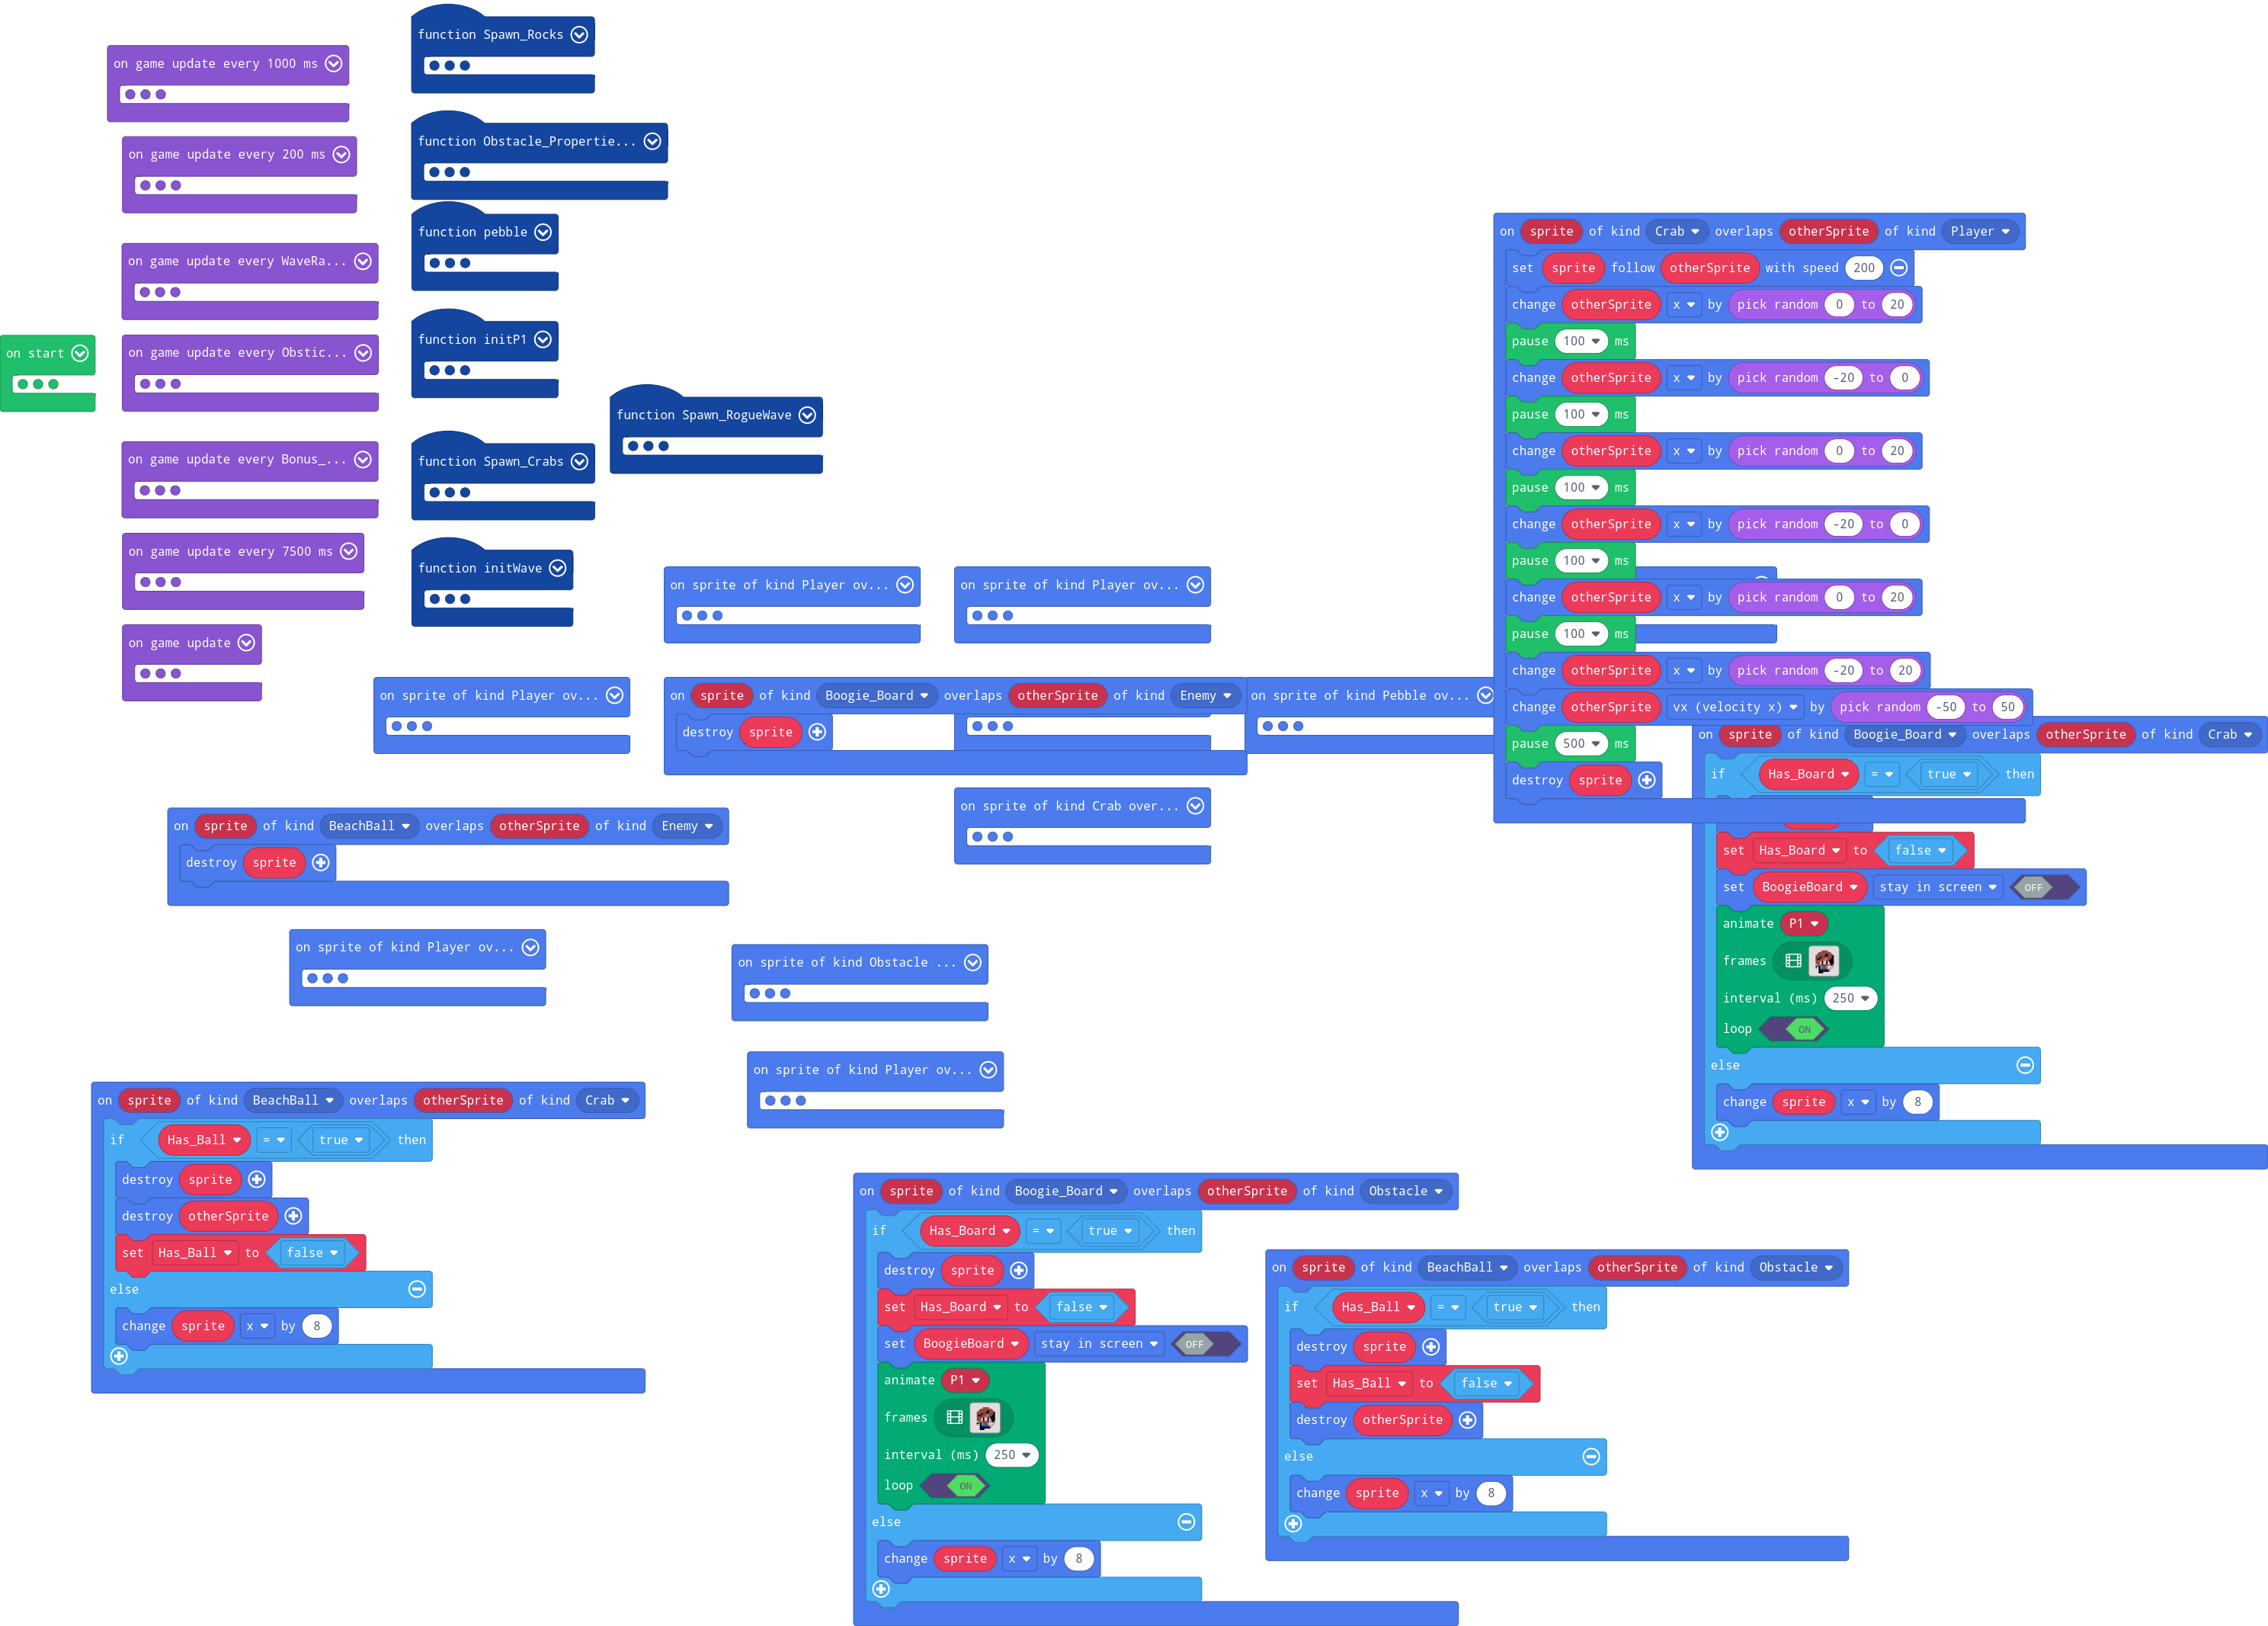 function Spawn_Rocks
on game update every 1000 ms
function Obstacle_Propertie...
on game update every 200 ms
function pebble
on game update every WaveRa...
function initP1
on start
on game update every Obstic...
function Spawn_RogueWave
on game update every Bonus_...
function Spawn_Crabs
on game update every 7500 ms
function initWave
on game update
on sprite of kind Player ov...
on sprite of kind Player ov...
on sprite of kind Player ov...
on sprite of kind Boogie_Board overlaps otherSprite of kind Enemy
destroy sprite
on sprite of kind Pebble ov...
on sprite of kind Crab over...
on sprite of kind Crab overlaps otherSprite of kind Player
set sprite follow otherSprite with speed 200
change otherSprite x by pick random 0 to 20
pause 100 ms
change otherSprite x by pick random -20 to 0
pause 100 ms
change otherSprite x by pick random 0 to 20
pause 100 ms
change otherSprite x by pick random -20 to 0
pause 100 ms
change otherSprite x by pick random 0 to 20
pause 100 ms
change otherSprite x by pick random -20 to 20
change otherSprite vx (velocity x) by pick random -50 to 50
pause 500 ms
destroy sprite
on sprite of kind Boogie_Board overlaps otherSprite of kind Crab
if Has_Board = true then
set Has_Board to false
set BoogieBoard stay in screen OFF
animate P1
frames
interval (ms) 250
loop ON
else
change sprite x by 8
on sprite of kind BeachBall overlaps otherSprite of kind Enemy
destroy sprite
on sprite of kind Player ov...
on sprite of kind Obstacle ...
on sprite of kind Player ov...
on sprite of kind BeachBall overlaps otherSprite of kind Crab
if Has_Ball = true then
destroy sprite
destroy otherSprite
set Has_Ball to false
else
change sprite x by 8
on sprite of kind Boogie_Board overlaps otherSprite of kind Obstacle
if Has_Board = true then
destroy sprite
set Has_Board to false
set BoogieBoard stay in screen OFF
animate P1
frames
interval (ms) 250
loop ON
else
change sprite x by 8
on sprite of kind BeachBall overlaps otherSprite of kind Obstacle
if Has_Ball = true then
destroy sprite
set Has_Ball to false
destroy otherSprite
else
change sprite x by 8